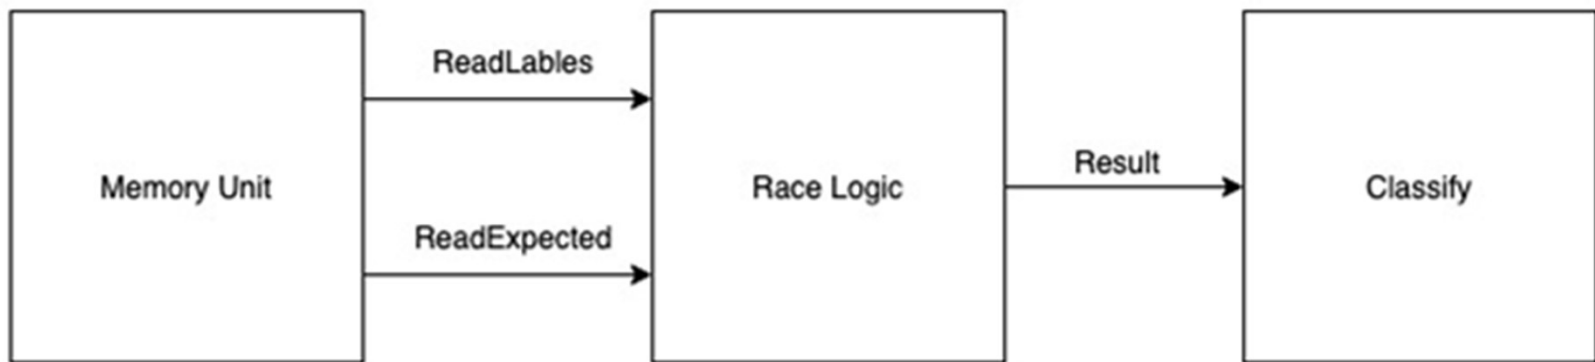 ReadLables
Memory Unit
ReadExpected
Race Logic
Result
Classify